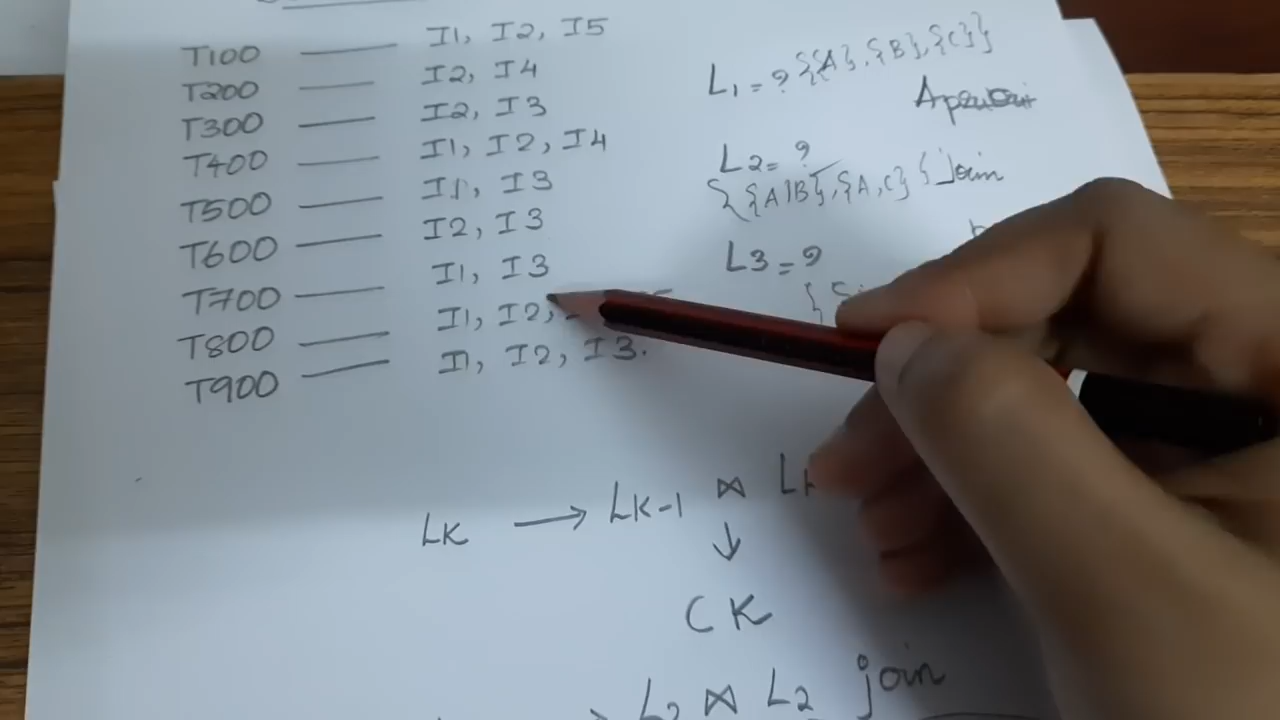 T100 I1, I2, I5
T200 I2, I4
T300 I2, I3
T400 I1, I2, I4
T500 I1, I3
T600 I2, I3
T700 I1, I3
T800 I1, I2,
T900 I1, I2, I3.
L1 = ? {{A},{B},{C}}
L2 = ?
{{A,B},{A,C}} join
L3 = ?
LK → LK-1 ⋈
↓
CK
L2 ⋈ L2 join